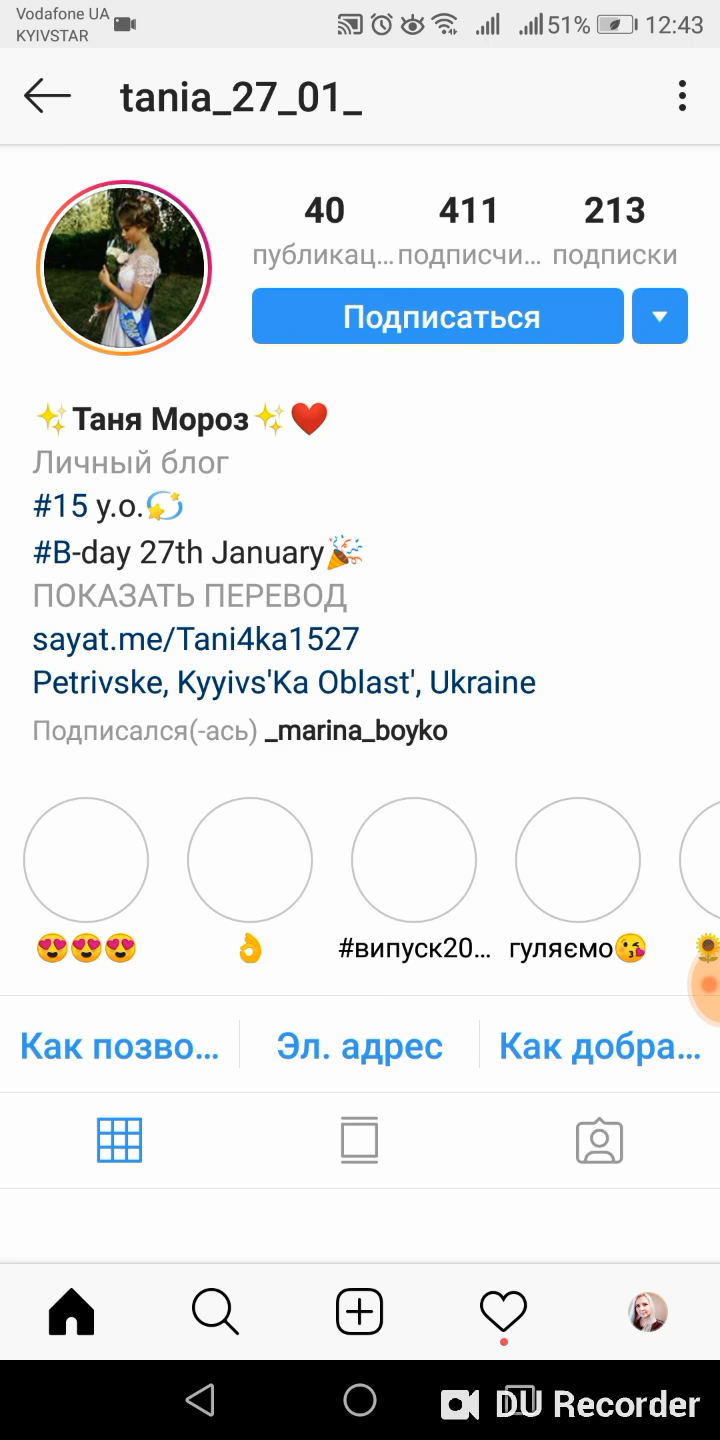 Vodafone UA
KYIVSTAR
51% 12:43
tania_27_01_
40 411 213
публикац... подписчи... подписки
Подписаться
✨Таня Мороз✨❤️
Личный блог
#15 y.o.💫
#B-day 27th January🎉
ПОКАЗАТЬ ПЕРЕВОД
sayat.me/Tani4ka1527
Petrivske, Kyyivs'Ka Oblast', Ukraine
Подписался(-ась) _marina_boyko
😍😍😍 👌 #випуск20... гуляємо😘 🌻
Как позво... Эл. адрес Как добра...
DU Recorder